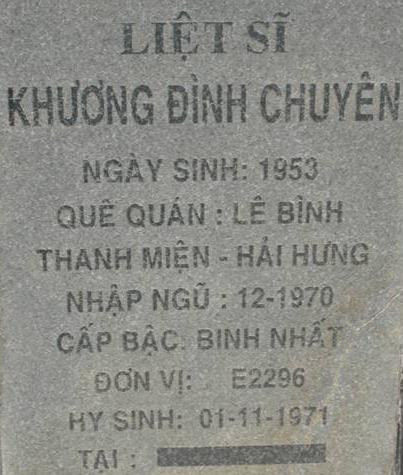 LIỆT SĨ
KHƯƠNG ĐÌNH CHUYÊN
NGÀY SINH: 1953
QUÊ QUÁN : LÊ BÌNH
THANH MIỆN - HẢI HƯNG
NHẬP NGŨ : 12-1970
CẤP BẬC: BINH NHẤT
ĐƠN VỊ: E2296
HY SINH: 01-11-1971
TẠI :